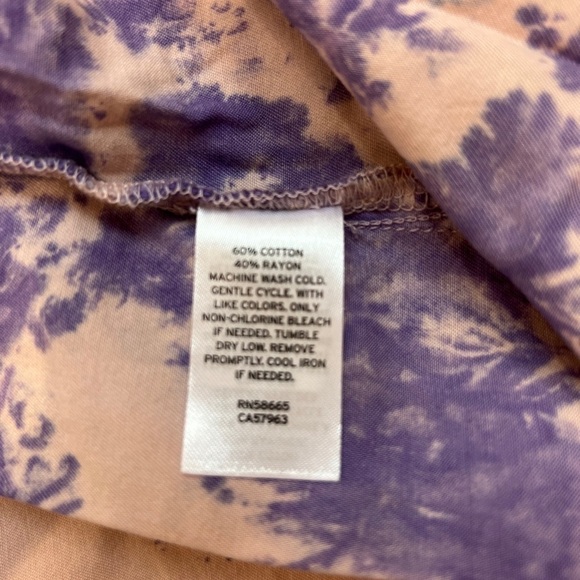 60% COTTON
40% RAYON
MACHINE WASH COLD.
GENTLE CYCLE. WITH
LIKE COLORS. ONLY
NON-CHLORINE BLEACH
IF NEEDED. TUMBLE
DRY LOW. REMOVE
PROMPTLY. COOL IRON
IF NEEDED.
RN58665
CA57963